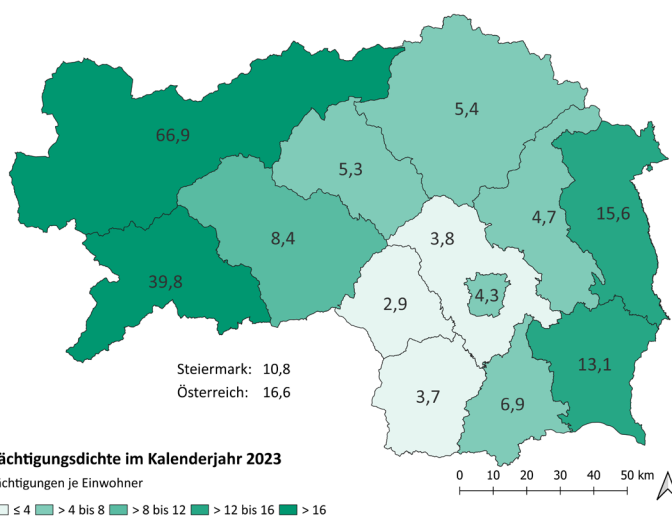 66,9
5,4
5,3
4,7
15,6
8,4
3,8
39,8
2,9
4,3
Steiermark: 10,8
Österreich: 16,6
3,7
6,9
13,1
ächtigungsdichte im Kalenderjahr 2023
ächtigungen je Einwohner
0 10 20 30 40 50 km
≤ 4 > 4 bis 8 > 8 bis 12 > 12 bis 16 > 16